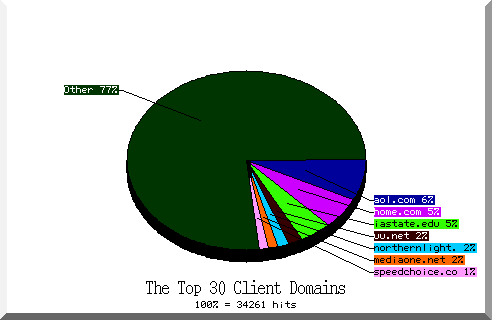 Other 77%
aol.com 6%
home.com 5%
iastate.edu 5%
uu.net 2%
northernlight. 2%
mediaone.net 2%
speedchoice.co 1%
The Top 30 Client Domains
100% = 34261 hits